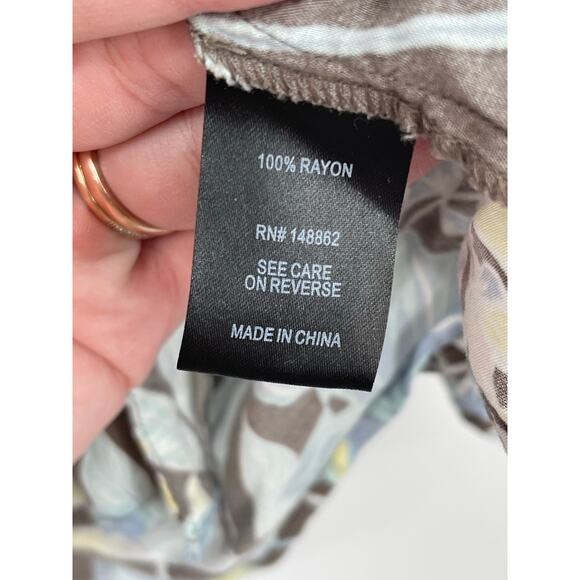 100% RAYON
RN# 148862
SEE CARE
ON REVERSE
MADE IN CHINA